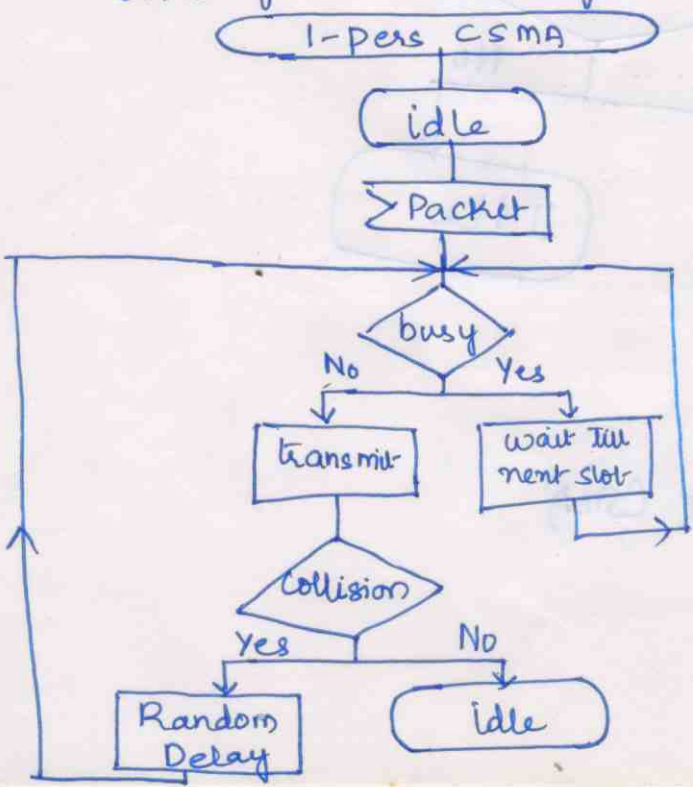 1-pers CSMA
idle
Packet
busy
No
Yes
transmit
wait Till
next slot
Collision
Yes
No
Random
Delay
idle